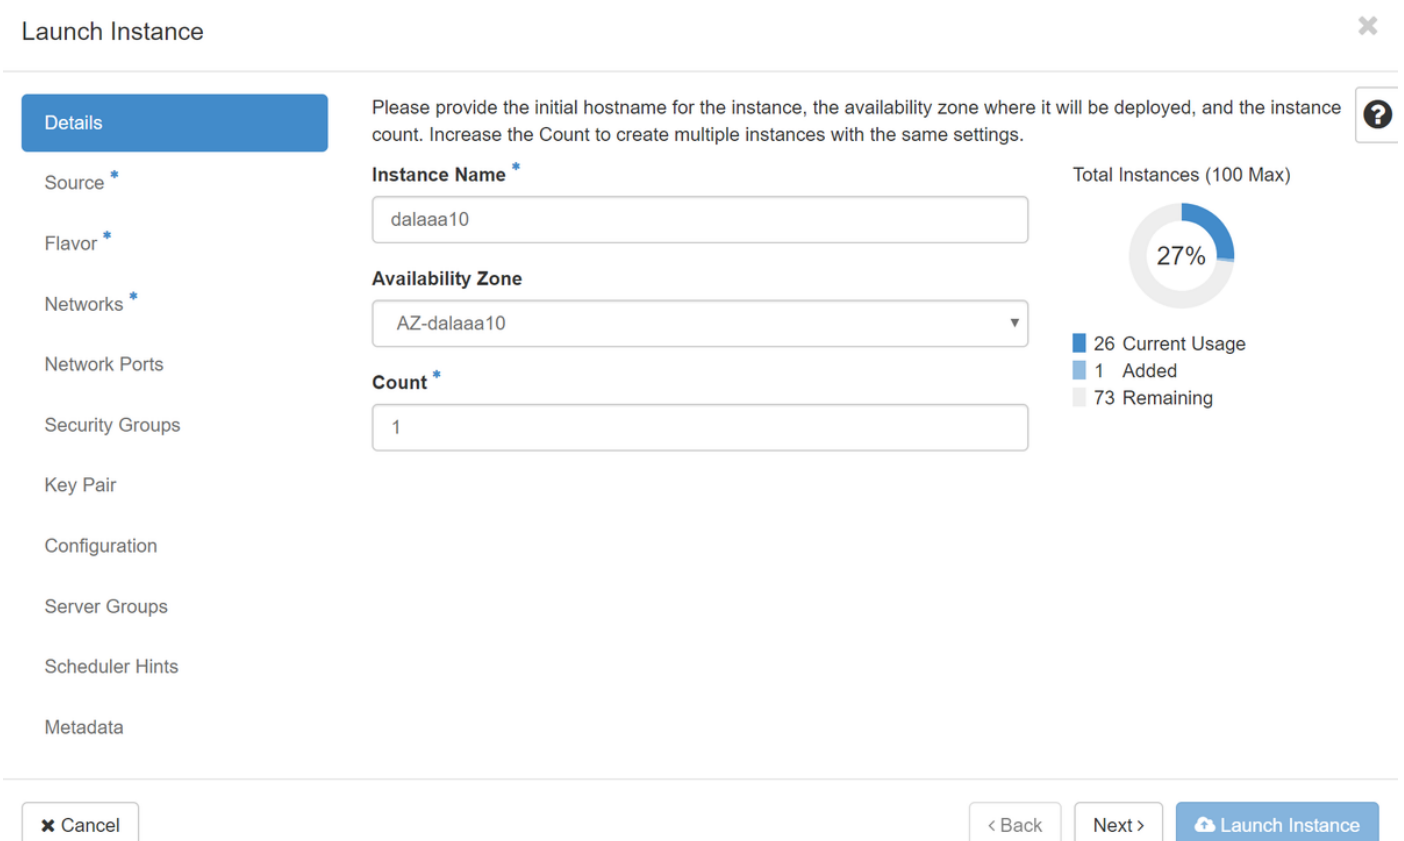 Launch Instance
Details
Source *
Flavor *
Networks *
Network Ports
Security Groups
Key Pair
Configuration
Server Groups
Scheduler Hints
Metadata
Please provide the initial hostname for the instance, the availability zone where it will be deployed, and the instance
count. Increase the Count to create multiple instances with the same settings.
Instance Name *
dalaaa10
Availability Zone
AZ-dalaaa10
Count *
1
Total Instances (100 Max)
27%
26 Current Usage
1 Added
73 Remaining
Cancel
< Back
Next >
Launch Instance